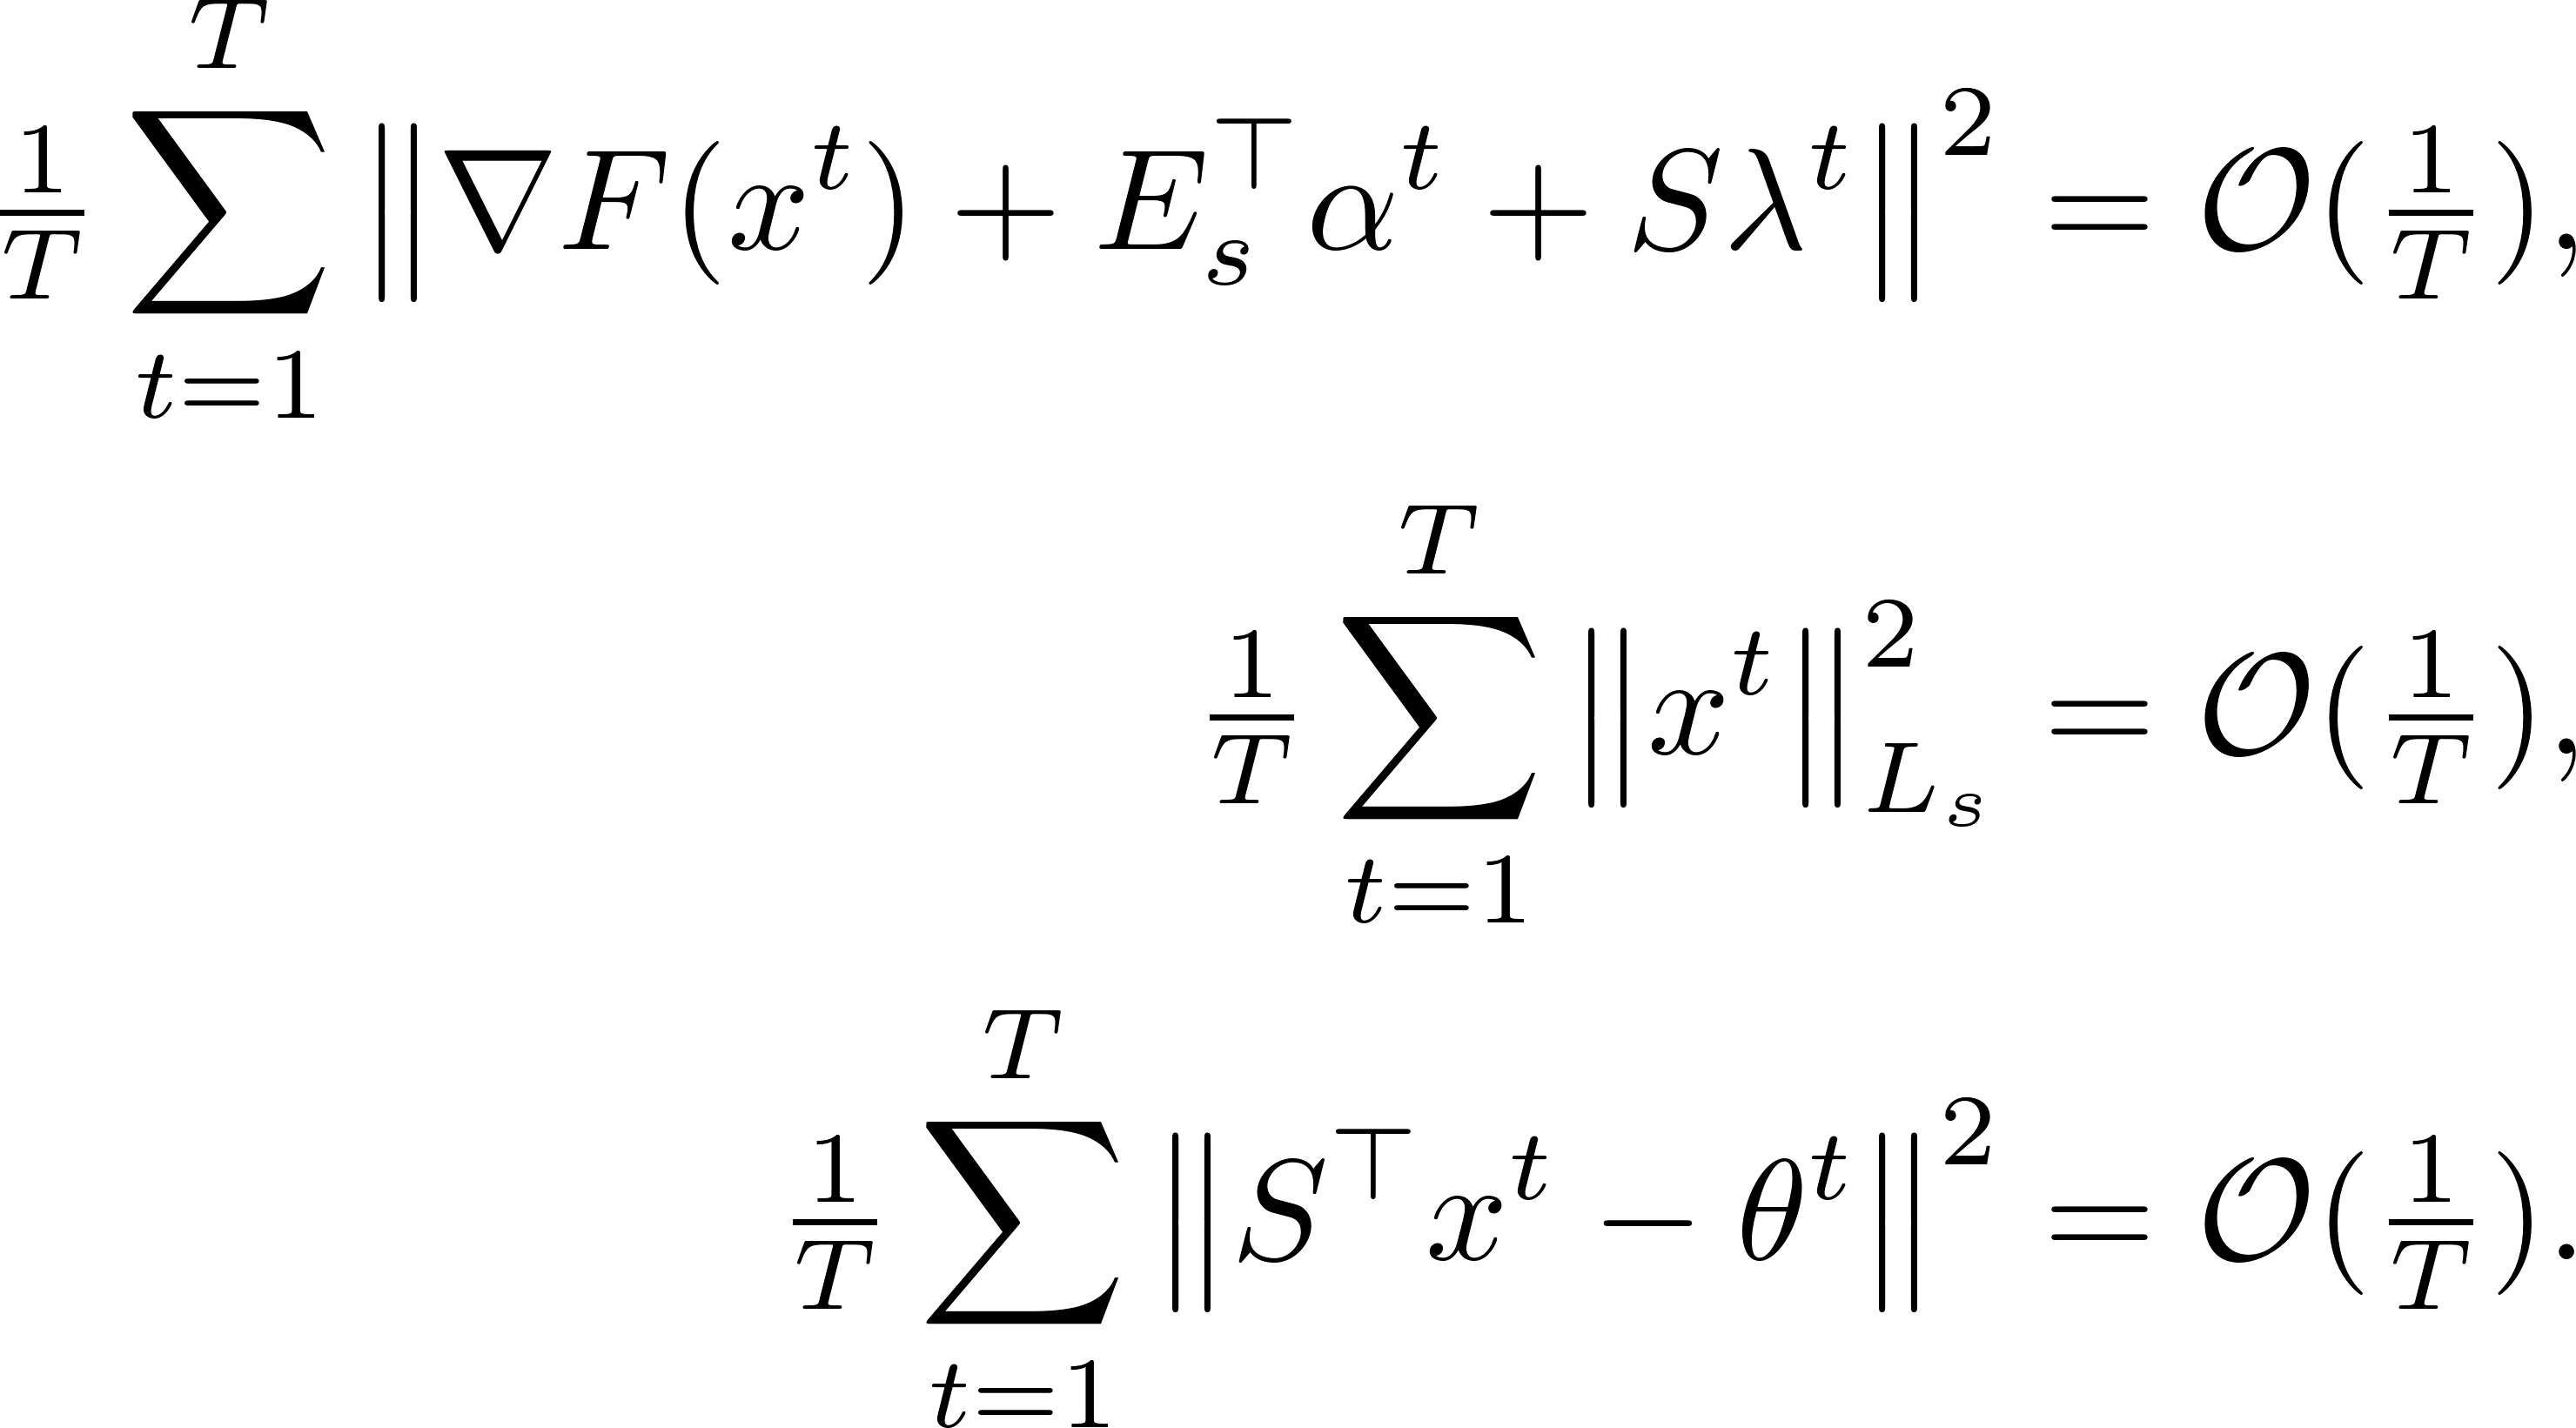 \frac{1}{T} \sum_{t=1}^{T} \left\| \nabla F(x^t) + E_s^\top \alpha^t + S\lambda^t \right\|^2 = \mathcal{O}(\frac{1}{T}),
\frac{1}{T} \sum_{t=1}^{T} \left\| x^t \right\|_{L_s}^2 = \mathcal{O}(\frac{1}{T}),
\frac{1}{T} \sum_{t=1}^{T} \left\| S^\top x^t - \theta^t \right\|^2 = \mathcal{O}(\frac{1}{T}).